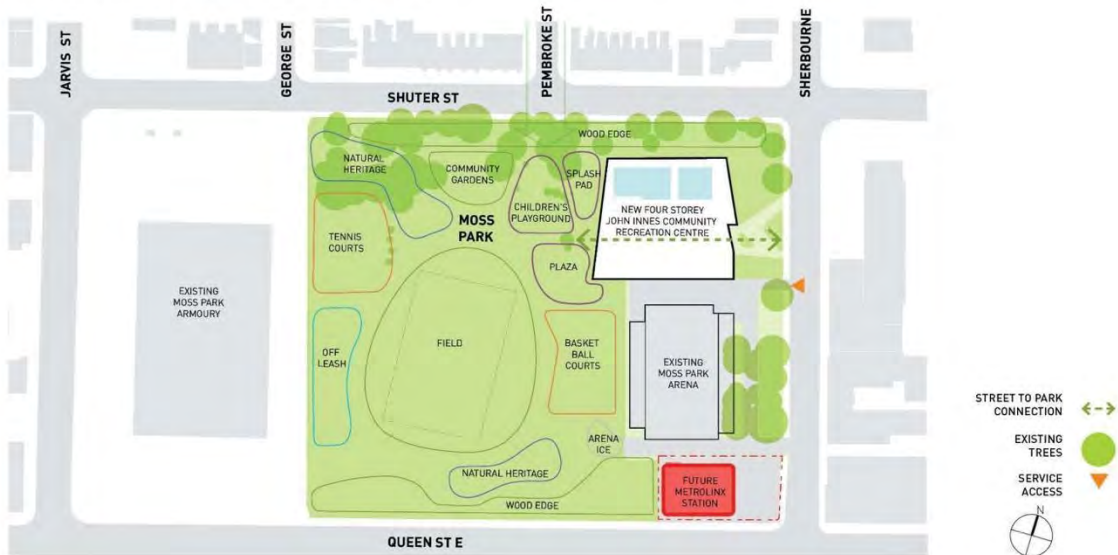 JARVIS ST
GEORGE ST
PEMBROKE ST
SHERBOURNE
SHUTER ST
WOOD EDGE
NATURAL
HERITAGE
COMMUNITY
GARDENS
SPLASH
PAD
CHILDREN'S
PLAYGROUND
NEW FOUR STOREY
JOHN INNES COMMUNITY
RECREATION CENTRE
MOSS
PARK
TENNIS
COURTS
PLAZA
EXISTING
MOSS PARK
ARMOURY
OFF
LEASH
FIELD
BASKET
BALL
COURTS
EXISTING
MOSS PARK
ARENA
ARENA
ICE
NATURAL HERITAGE
WOOD EDGE
FUTURE
METROLINX
STATION
QUEEN ST E
STREET TO PARK
CONNECTION
EXISTING
TREES
SERVICE
ACCESS
N